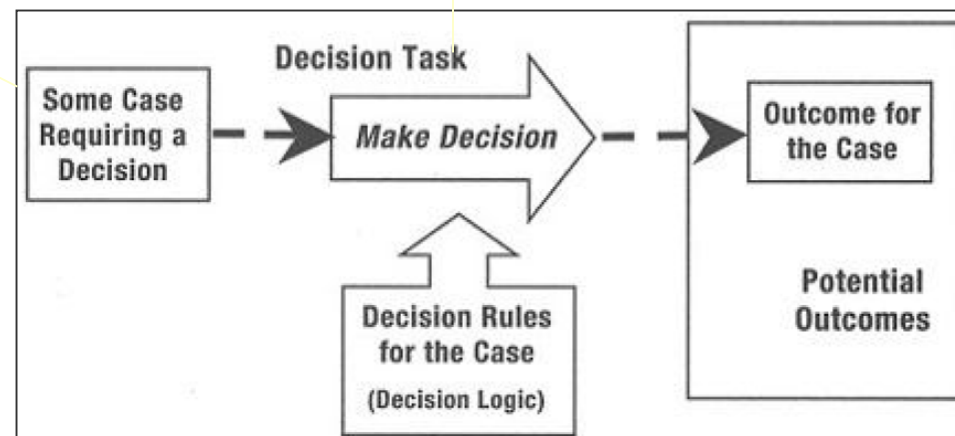 Decision Task
Some Case
Requiring a
Decision
Make Decision
Outcome for
the Case
Decision Rules
for the Case
(Decision Logic)
Potential
Outcomes